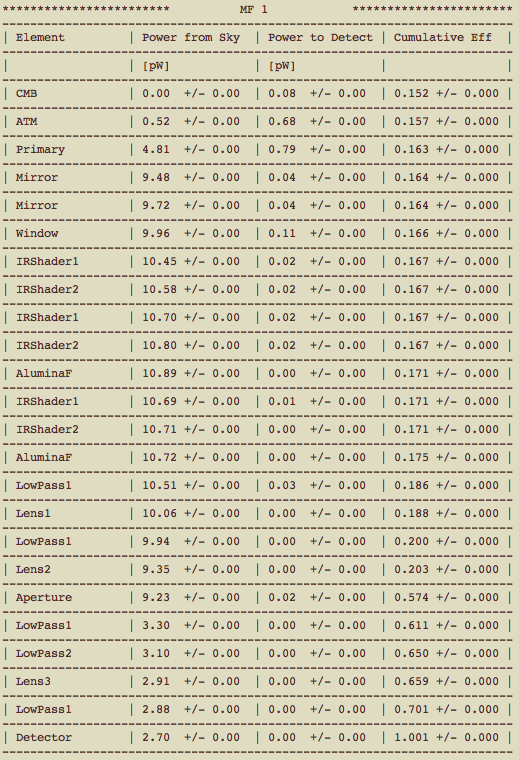 ************************ MF 1 ***********************
| Element | Power from Sky | Power to Detect | Cumulative Eff |
| | [pW] | [pW] | |
| CMB | 0.00 +/- 0.00 | 0.08 +/- 0.00 | 0.152 +/- 0.000 |
| ATM | 0.52 +/- 0.00 | 0.68 +/- 0.00 | 0.157 +/- 0.000 |
| Primary | 4.81 +/- 0.00 | 0.79 +/- 0.00 | 0.163 +/- 0.000 |
| Mirror | 9.48 +/- 0.00 | 0.04 +/- 0.00 | 0.164 +/- 0.000 |
| Mirror | 9.72 +/- 0.00 | 0.04 +/- 0.00 | 0.164 +/- 0.000 |
| Window | 9.96 +/- 0.00 | 0.11 +/- 0.00 | 0.166 +/- 0.000 |
| IRShader1 | 10.45 +/- 0.00 | 0.02 +/- 0.00 | 0.167 +/- 0.000 |
| IRShader2 | 10.58 +/- 0.00 | 0.02 +/- 0.00 | 0.167 +/- 0.000 |
| IRShader1 | 10.70 +/- 0.00 | 0.02 +/- 0.00 | 0.167 +/- 0.000 |
| IRShader2 | 10.80 +/- 0.00 | 0.02 +/- 0.00 | 0.167 +/- 0.000 |
| AluminaF | 10.89 +/- 0.00 | 0.00 +/- 0.00 | 0.171 +/- 0.000 |
| IRShader1 | 10.69 +/- 0.00 | 0.01 +/- 0.00 | 0.171 +/- 0.000 |
| IRShader2 | 10.71 +/- 0.00 | 0.00 +/- 0.00 | 0.171 +/- 0.000 |
| AluminaF | 10.72 +/- 0.00 | 0.00 +/- 0.00 | 0.175 +/- 0.000 |
| LowPass1 | 10.51 +/- 0.00 | 0.03 +/- 0.00 | 0.186 +/- 0.000 |
| Lens1 | 10.06 +/- 0.00 | 0.00 +/- 0.00 | 0.188 +/- 0.000 |
| LowPass1 | 9.94 +/- 0.00 | 0.00 +/- 0.00 | 0.200 +/- 0.000 |
| Lens2 | 9.35 +/- 0.00 | 0.00 +/- 0.00 | 0.203 +/- 0.000 |
| Aperture | 9.23 +/- 0.00 | 0.02 +/- 0.00 | 0.574 +/- 0.000 |
| LowPass1 | 3.30 +/- 0.00 | 0.00 +/- 0.00 | 0.611 +/- 0.000 |
| LowPass2 | 3.10 +/- 0.00 | 0.00 +/- 0.00 | 0.650 +/- 0.000 |
| Lens3 | 2.91 +/- 0.00 | 0.00 +/- 0.00 | 0.659 +/- 0.000 |
| LowPass1 | 2.88 +/- 0.00 | 0.00 +/- 0.00 | 0.701 +/- 0.000 |
| Detector | 2.70 +/- 0.00 | 0.00 +/- 0.00 | 1.001 +/- 0.000 |